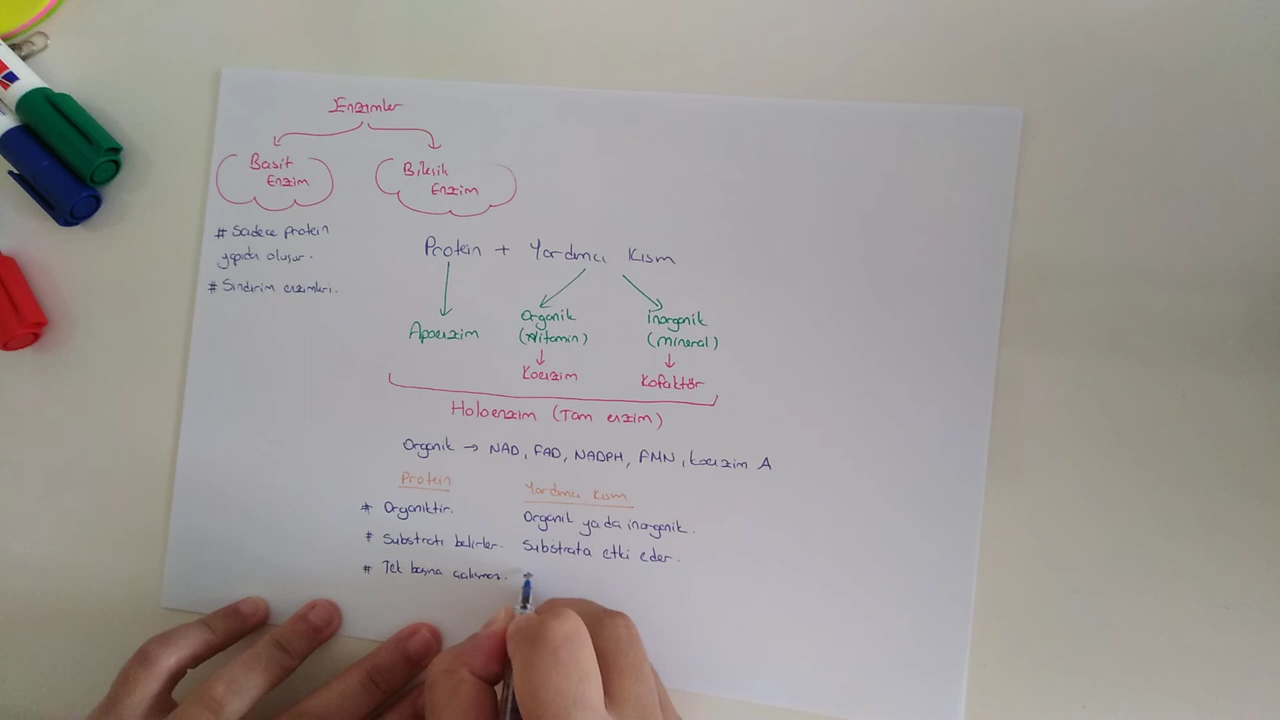 Enzimler
Basit
Enzim
Bileşik
Enzim
# Sadece protein
yapıda oluşur.
# Sindirim enzimleri.
Protein + Yardımcı Kısım
Apoenzim
Organik
(Vitamin)
Koenzim
İnorganik
(mineral)
Kofaktör
Holoenzim (Tam enzim)
Organik → NAD, FAD, NADPH, FMN, koenzim A
Protein
Yardımcı kısım
# Organiktir.
Organik ya da inorganik.
# Substratı belirler.
Substrata etki eder.
# Tek başına çalışmaz.